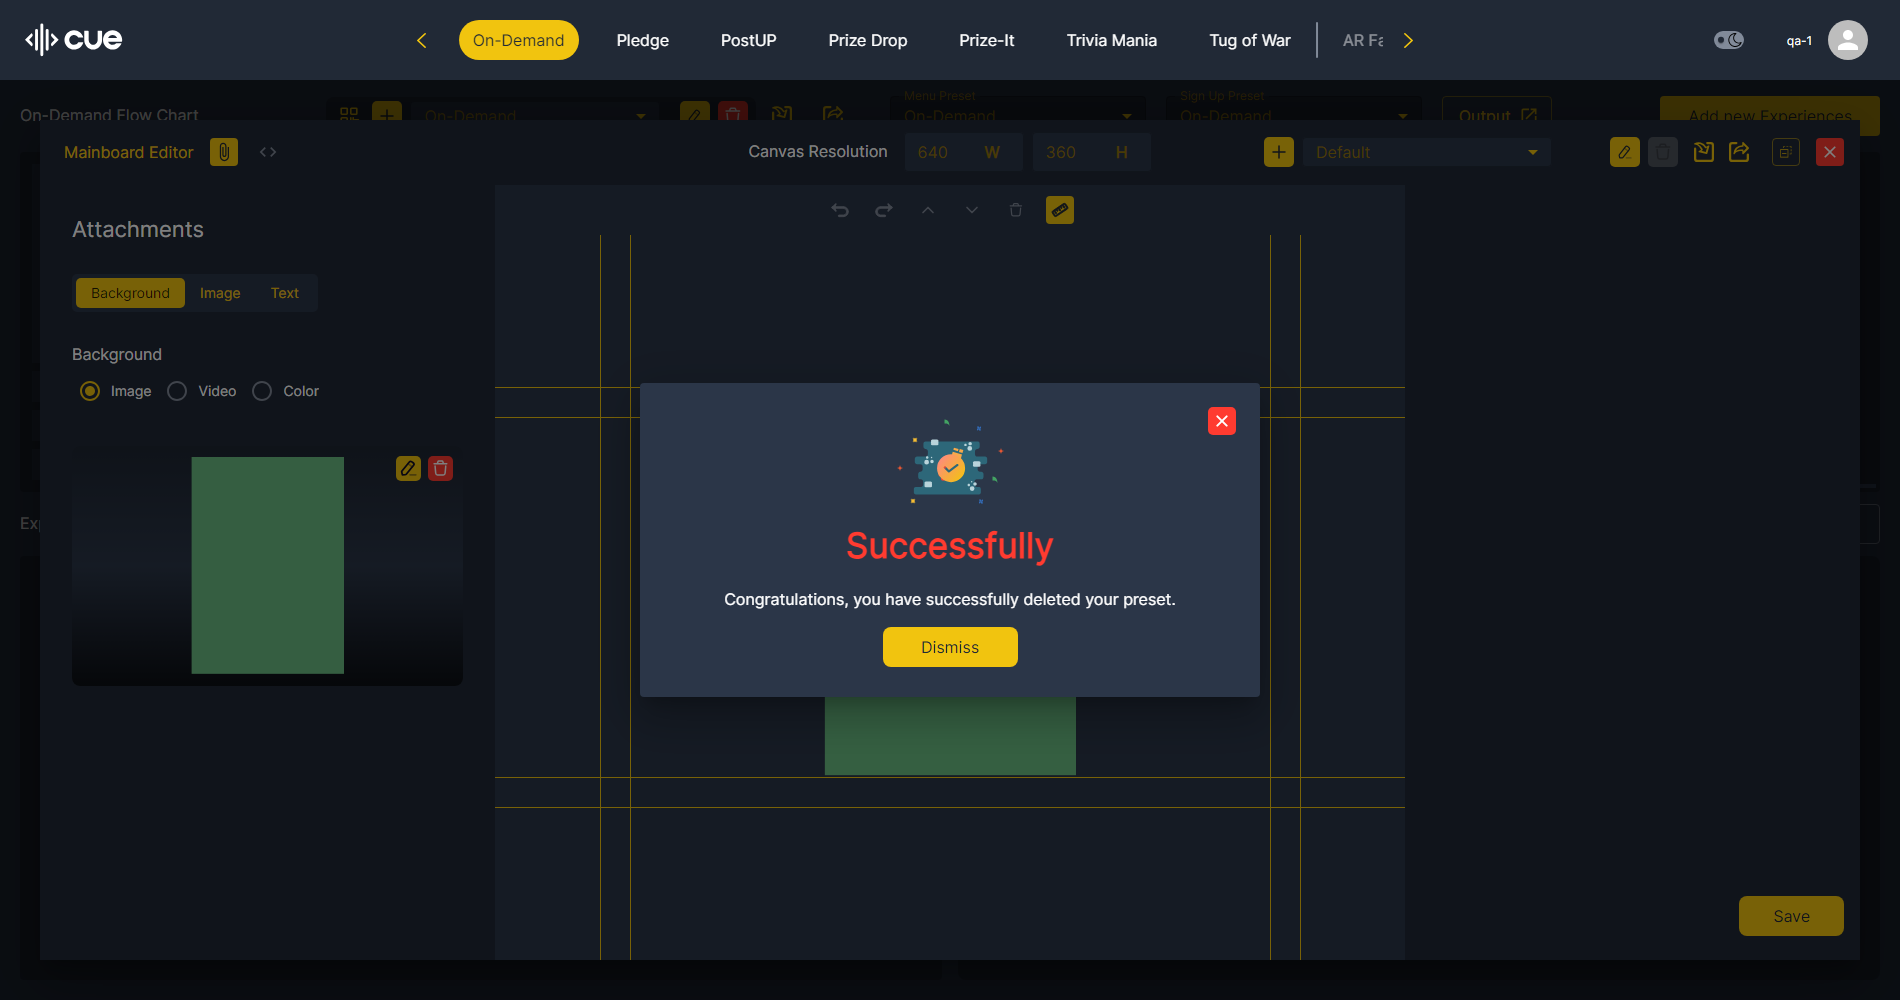 cue
On-Demand
Pledge
PostUP
Prize Drop
Prize-It
Trivia Mania
Tug of War
AR Fa
qa-1
On-Demand Flow Chart
On-Demand
Menu Preset
On-Demand
Sign Up Preset
On-Demand
Output
Add new Experiences
Mainboard Editor
Canvas Resolution
640 W
360 H
Default
Attachments
Background
Image
Text
Background
Image
Video
Color
Exp
Successfully
Congratulations, you have successfully deleted your preset.
Dismiss
Save